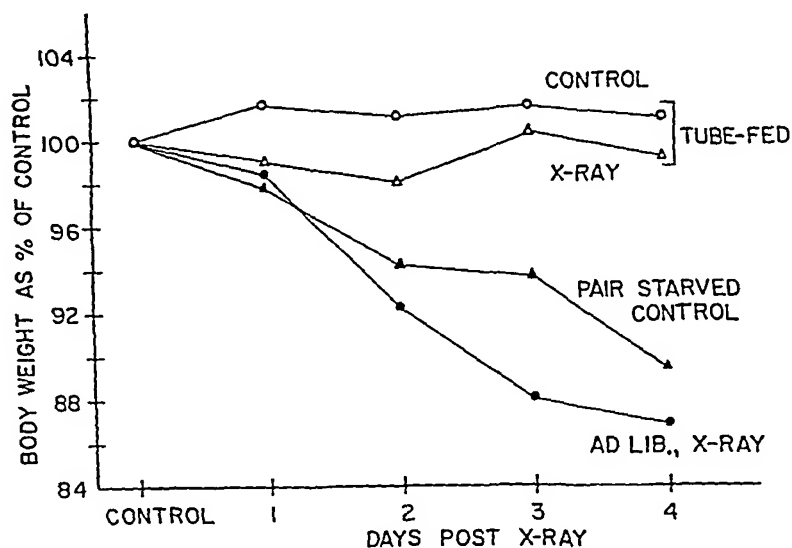 BODY WEIGHT AS % OF CONTROL
104
100
96
92
88
84
CONTROL
TUBE-FED
X-RAY
PAIR STARVED
CONTROL
AD LIB., X-RAY
CONTROL 1 2 3 4
DAYS POST X-RAY